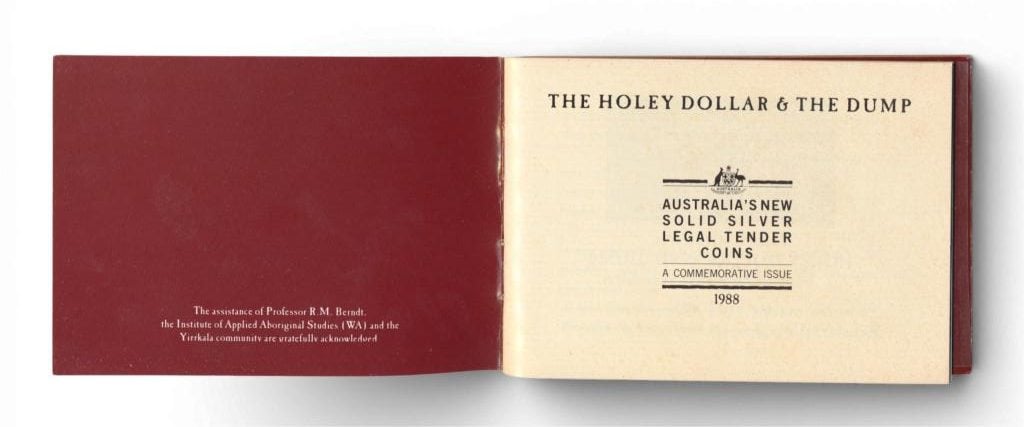 The assistance of Professor R.M. Berndt,
the Institute of Applied Aboriginal Studies (WA) and the
Yirrkala community are gratefully acknowledged
THE HOLEY DOLLAR & THE DUMP
AUSTRALIA'S NEW
SOLID SILVER
LEGAL TENDER
COINS
A COMMEMORATIVE ISSUE
1988